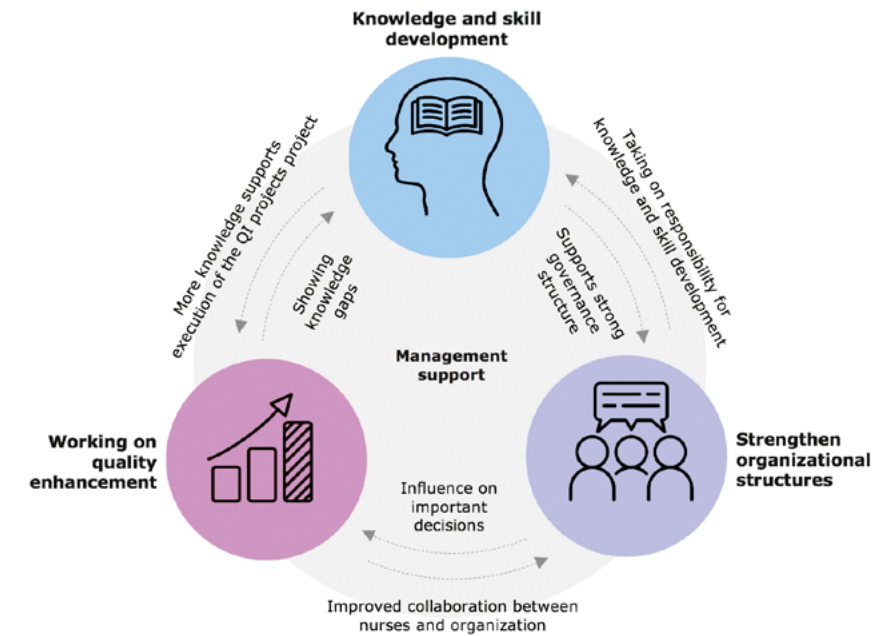 Knowledge and skill
development
More knowledge supports
execution of the QI projects project
Showing
knowledge
gaps
Taking on responsibility for
knowledge and skill development
Supports strong
governance
structure
Management
support
Working on
quality
enhancement
Strengthen
organizational
structures
Influence on
important
decisions
Improved collaboration between
nurses and organization